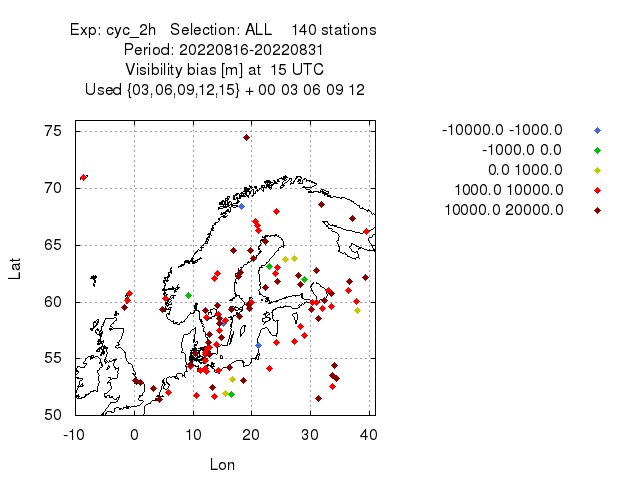 Exp: cyc_2h Selection: ALL 140 stations
Period: 20220816-20220831
Visibility bias [m] at 15 UTC
Used {03,06,09,12,15} + 00 03 06 09 12
-10000.0 -1000.0
-1000.0 0.0
0.0 1000.0
1000.0 10000.0
10000.0 20000.0
75
70
65
60
55
50
Lat
-10 0 10 20 30 40
Lon